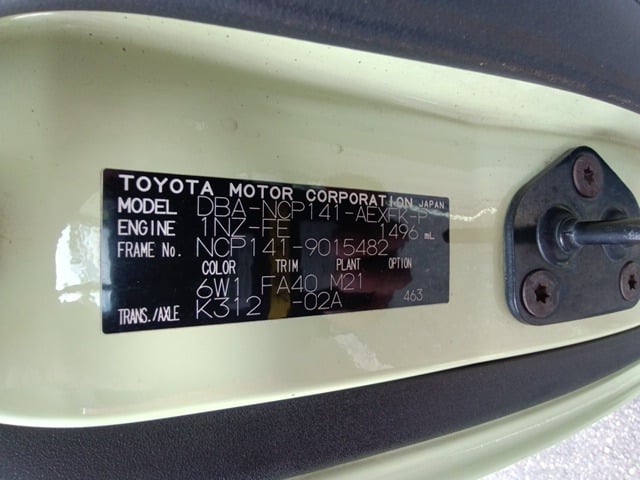 TOYOTA MOTOR CORPORATION JAPAN
MODEL DBA-NCP141-AEXFK-P
ENGINE 1NZ-FE 1496 mL
FRAME No. NCP141-9015482
COLOR TRIM PLANT OPTION
6W1 FA40 M21
TRANS./AXLE K312 -02A 463